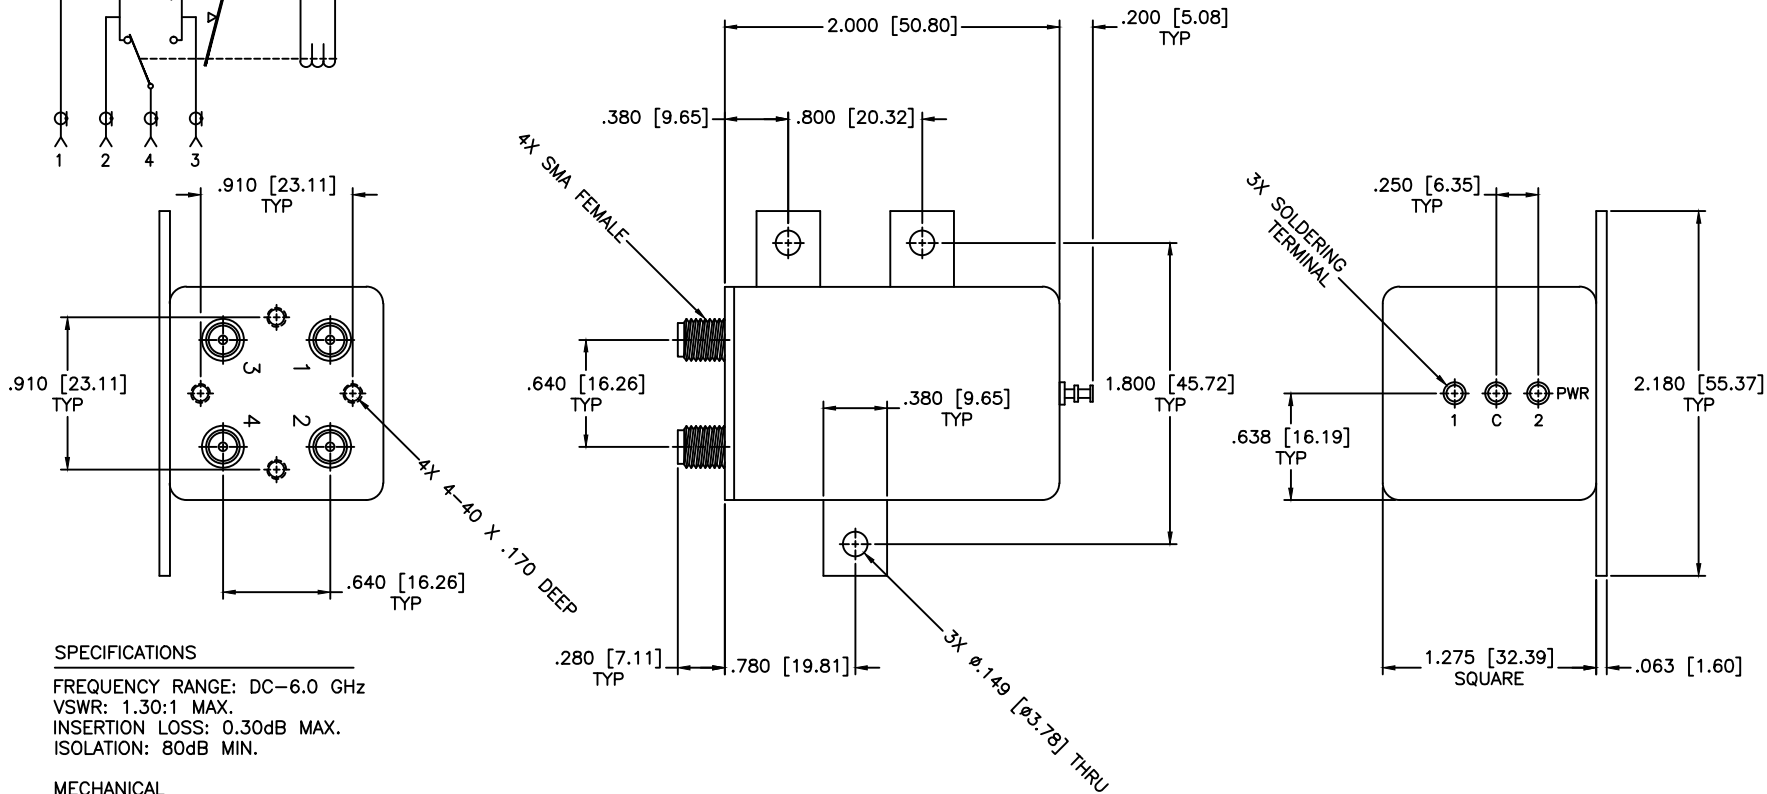 2.000 [50.80]
.200 [5.08]
TYP
.380 [9.65]
.800 [20.32]
1
2
4
3
.910 [23.11]
TYP
4X SMA FEMALE
3X SOLDERING
TERMINAL
.250 [6.35]
TYP
3
1
4
2
.910 [23.11]
TYP
4X 4-40 X .170 DEEP
.640 [16.26]
TYP
.640 [16.26]
TYP
.380 [9.65]
TYP
1.800 [45.72]
TYP
1
C
2
PWR
2.180 [55.37]
TYP
.638 [16.19]
TYP
.280 [7.11]
TYP
.780 [19.81]
3X ø.149 [ø3.78] THRU
1.275 [32.39]
SQUARE
.063 [1.60]
SPECIFICATIONS
FREQUENCY RANGE: DC-6.0 GHz
VSWR: 1.30:1 MAX.
INSERTION LOSS: 0.30dB MAX.
ISOLATION: 80dB MIN.
MECHANICAL